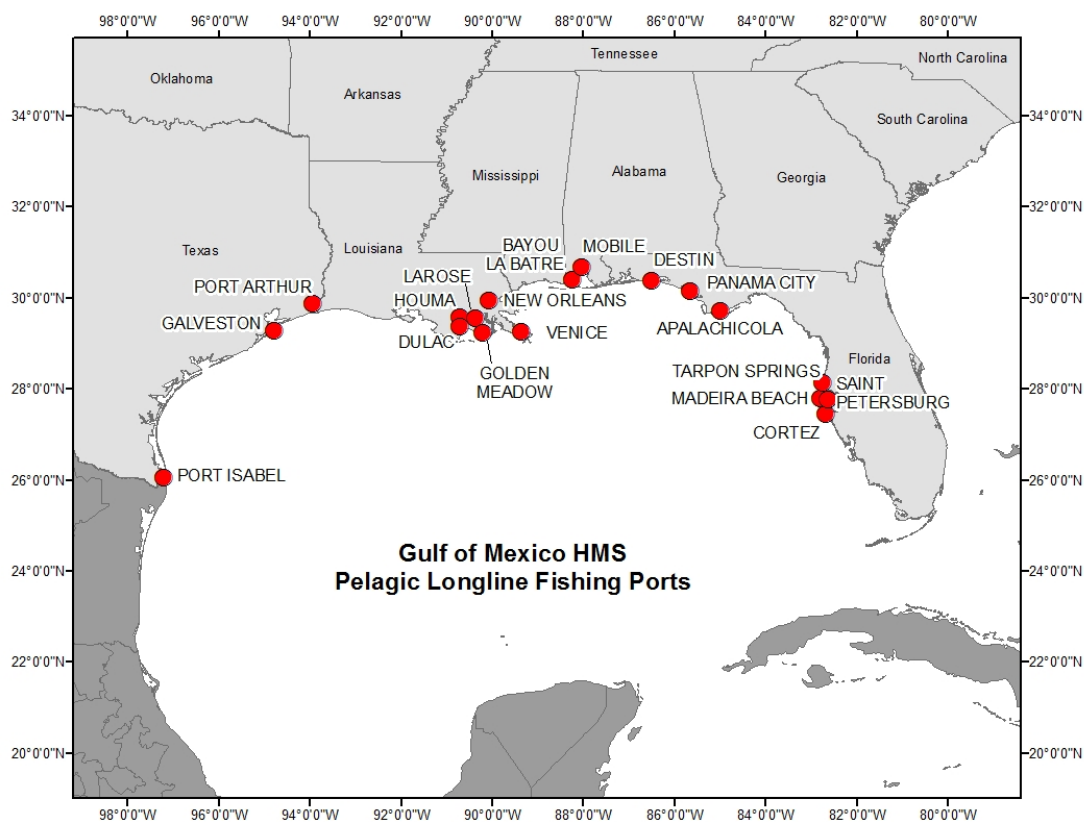 98°0'0"W
96°0'0"W
94°0'0"W
92°0'0"W
90°0'0"W
88°0'0"W
86°0'0"W
84°0'0"W
82°0'0"W
80°0'0"W
Tennessee
North Carolina
Oklahoma
Arkansas
34°0'0"N
34°0'0"N
South Carolina
Mississippi
Alabama
Georgia
32°0'0"N
32°0'0"N
Texas
Louisiana
BAYOU
LA BATRE
MOBILE
DESTIN
LAROSE
PORT ARTHUR
PANAMA CITY
HOUMA
NEW ORLEANS
30°0'0"N
30°0'0"N
GALVESTON
APALACHICOLA
DULAC
VENICE
GOLDEN
MEADOW
Florida
TARPON SPRINGS
28°0'0"N
28°0'0"N
SAINT
PETERSBURG
MADEIRA BEACH
CORTEZ
PORT ISABEL
26°0'0"N
26°0'0"N
Gulf of Mexico HMS
Pelagic Longline Fishing Ports
24°0'0"N
24°0'0"N
22°0'0"N
22°0'0"N
20°0'0"N
20°0'0"N
98°0'0"W
96°0'0"W
94°0'0"W
92°0'0"W
90°0'0"W
88°0'0"W
86°0'0"W
84°0'0"W
82°0'0"W
80°0'0"W